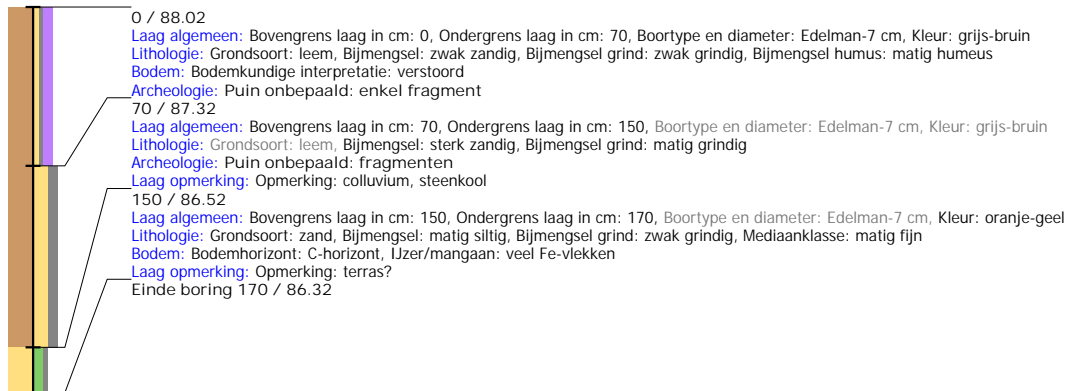 0 / 88.02
Laag algemeen: Bovengrens laag in cm: 0, Ondergrens laag in cm: 70, Boortype en diameter: Edelman-7 cm, Kleur: grijs-bruin
Lithologie: Grondsoort: leem, Bijmengsel: zwak zandig, Bijmengsel grind: zwak grindig, Bijmengsel humus: matig humeus
Bodem: Bodemkundige interpretatie: verstoord
Archeologie: Puin onbepaald: enkel fragment
70 / 87.32
Laag algemeen: Bovengrens laag in cm: 70, Ondergrens laag in cm: 150, Boortype en diameter: Edelman-7 cm, Kleur: grijs-bruin
Lithologie: Grondsoort: leem, Bijmengsel: sterk zandig, Bijmengsel grind: matig grindig
Archeologie: Puin onbepaald: fragmenten
Laag opmerking: Opmerking: colluvium, steenkool
150 / 86.52
Laag algemeen: Bovengrens laag in cm: 150, Ondergrens laag in cm: 170, Boortype en diameter: Edelman-7 cm, Kleur: oranje-geel
Lithologie: Grondsoort: zand, Bijmengsel: matig siltig, Bijmengsel grind: zwak grindig, Mediaanklasse: matig fijn
Bodem: Bodemhorizont: C-horizont, IJzer/mangaan: veel Fe-vlekken
Laag opmerking: Opmerking: terras?
Einde boring 170 / 86.32